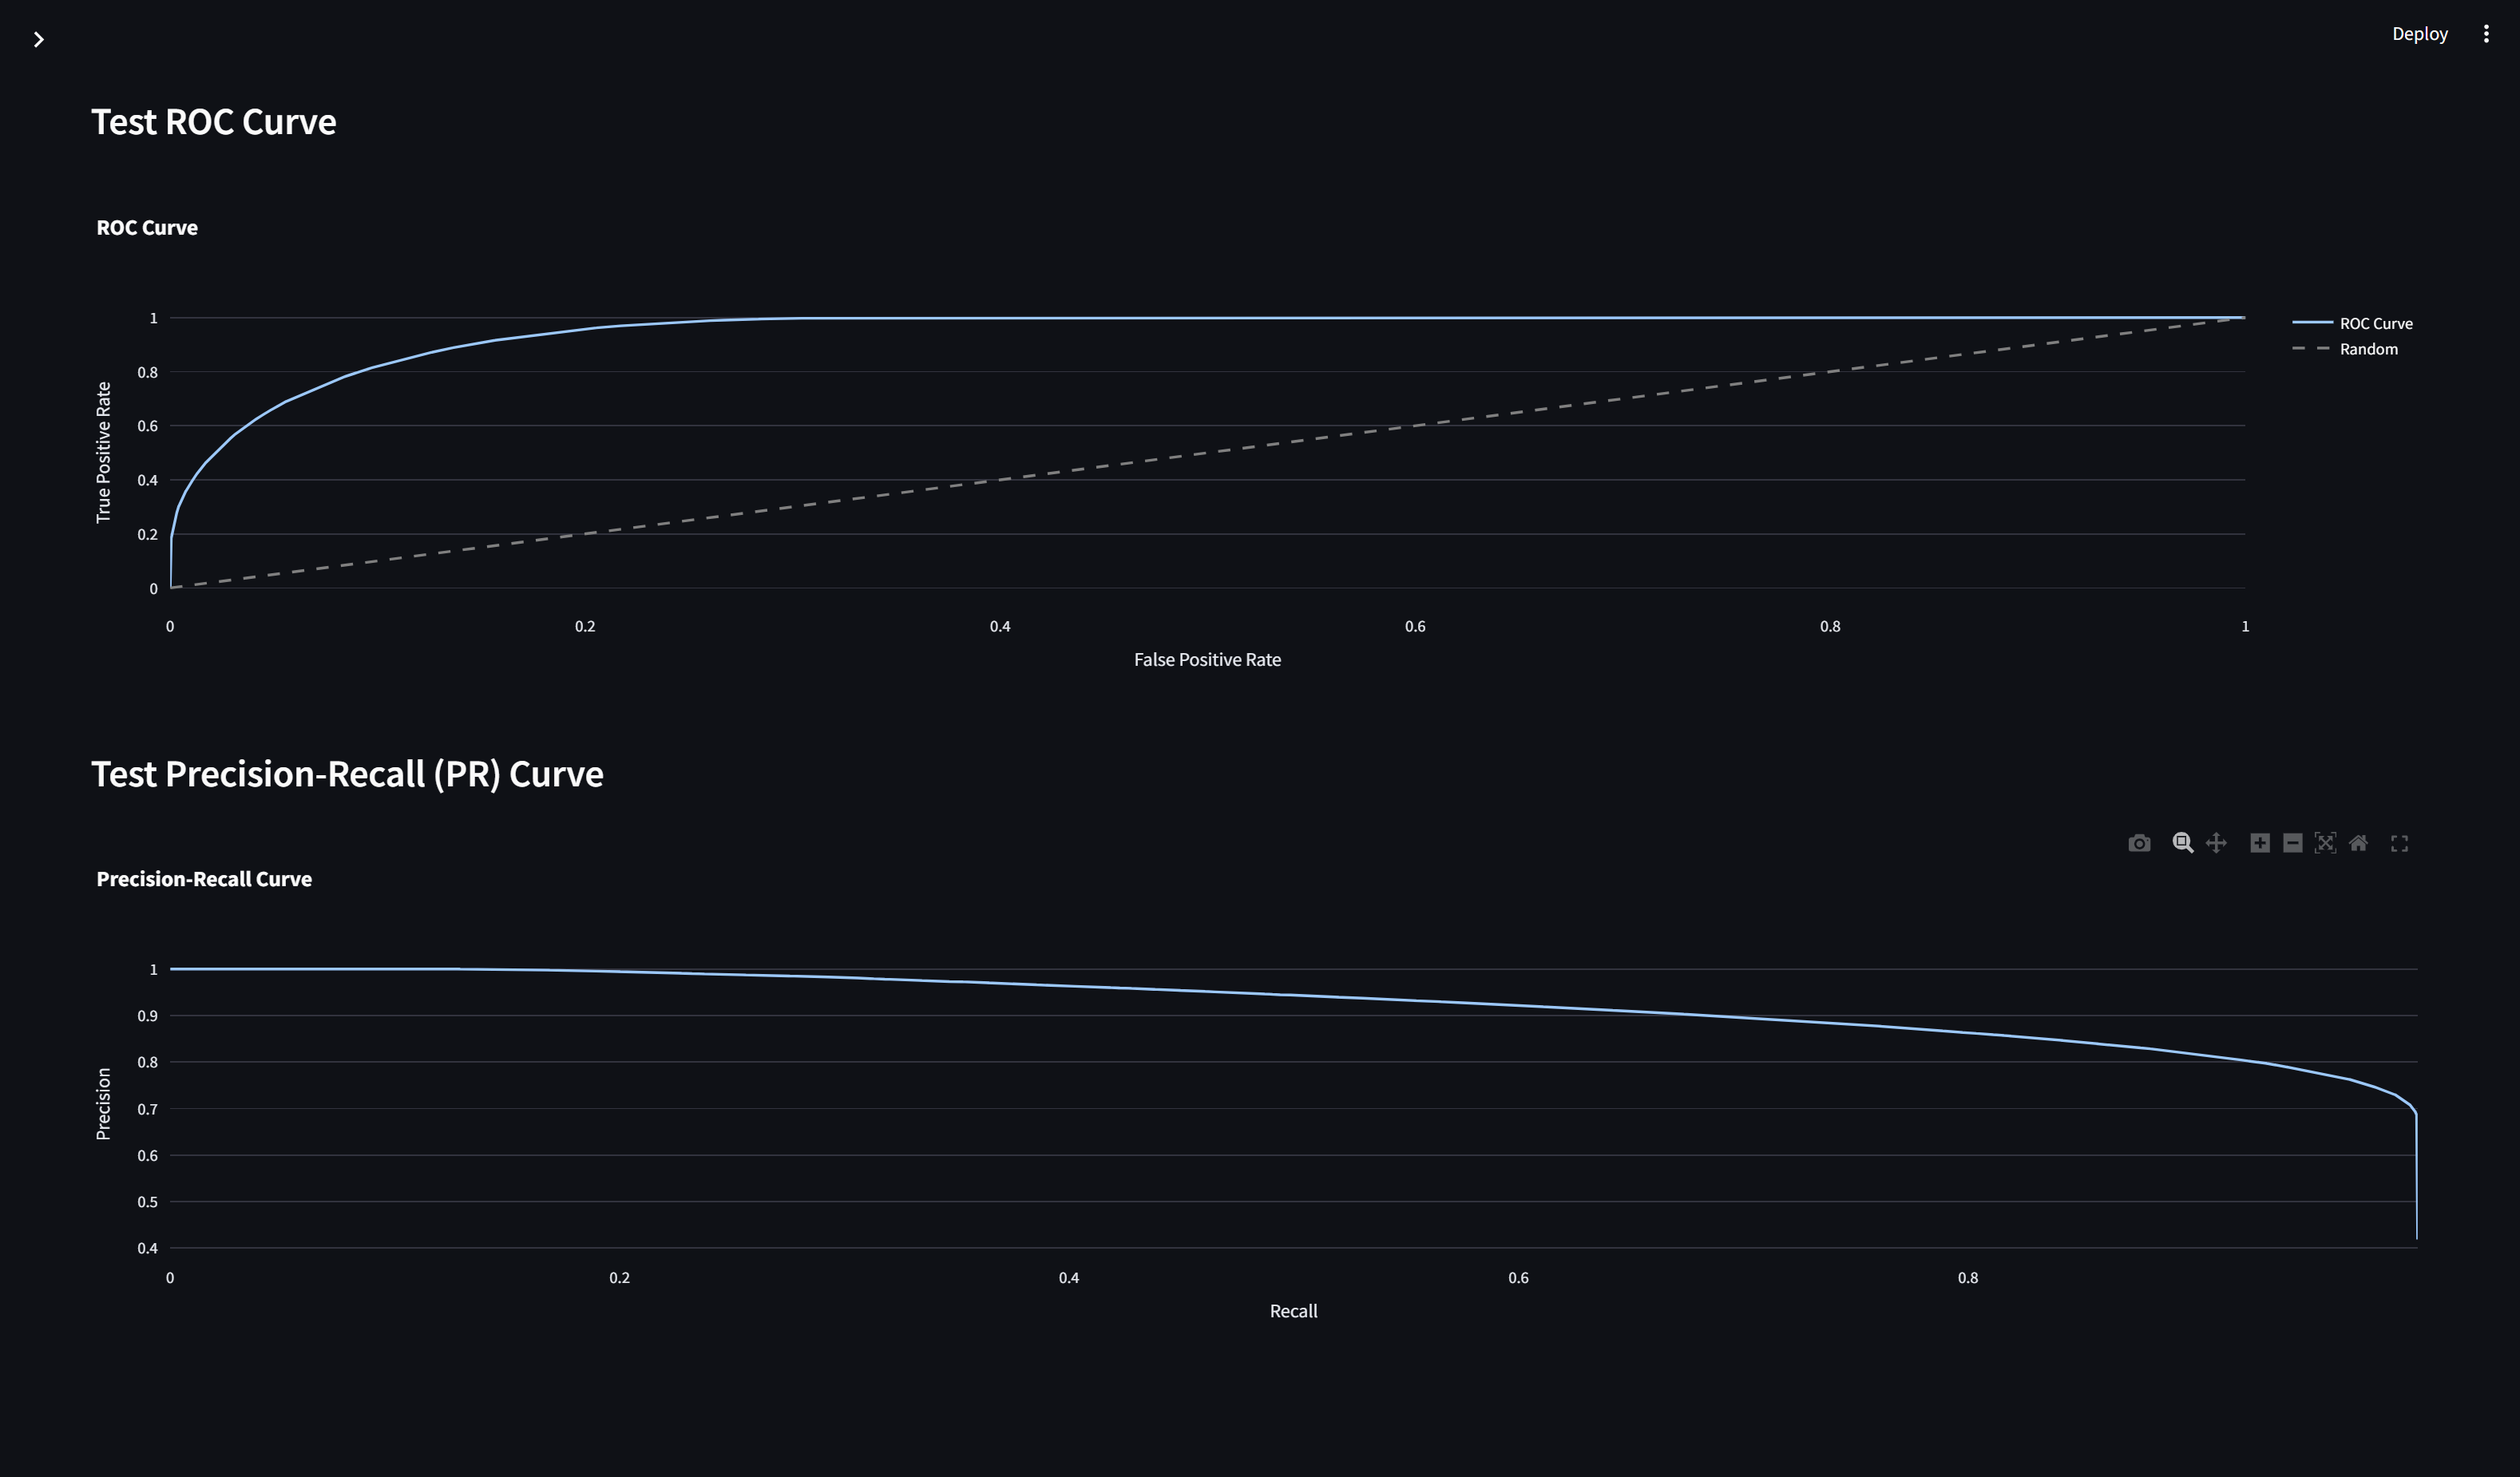 Deploy
Test ROC Curve
ROC Curve
1
0.8
0.6
0.4
0.2
0
True Positive Rate
0
0.2
0.4
0.6
0.8
1
False Positive Rate
ROC Curve
Random
Test Precision-Recall (PR) Curve
Precision-Recall Curve
1
0.9
0.8
0.7
0.6
0.5
0.4
Precision
0
0.2
0.4
0.6
0.8
Recall